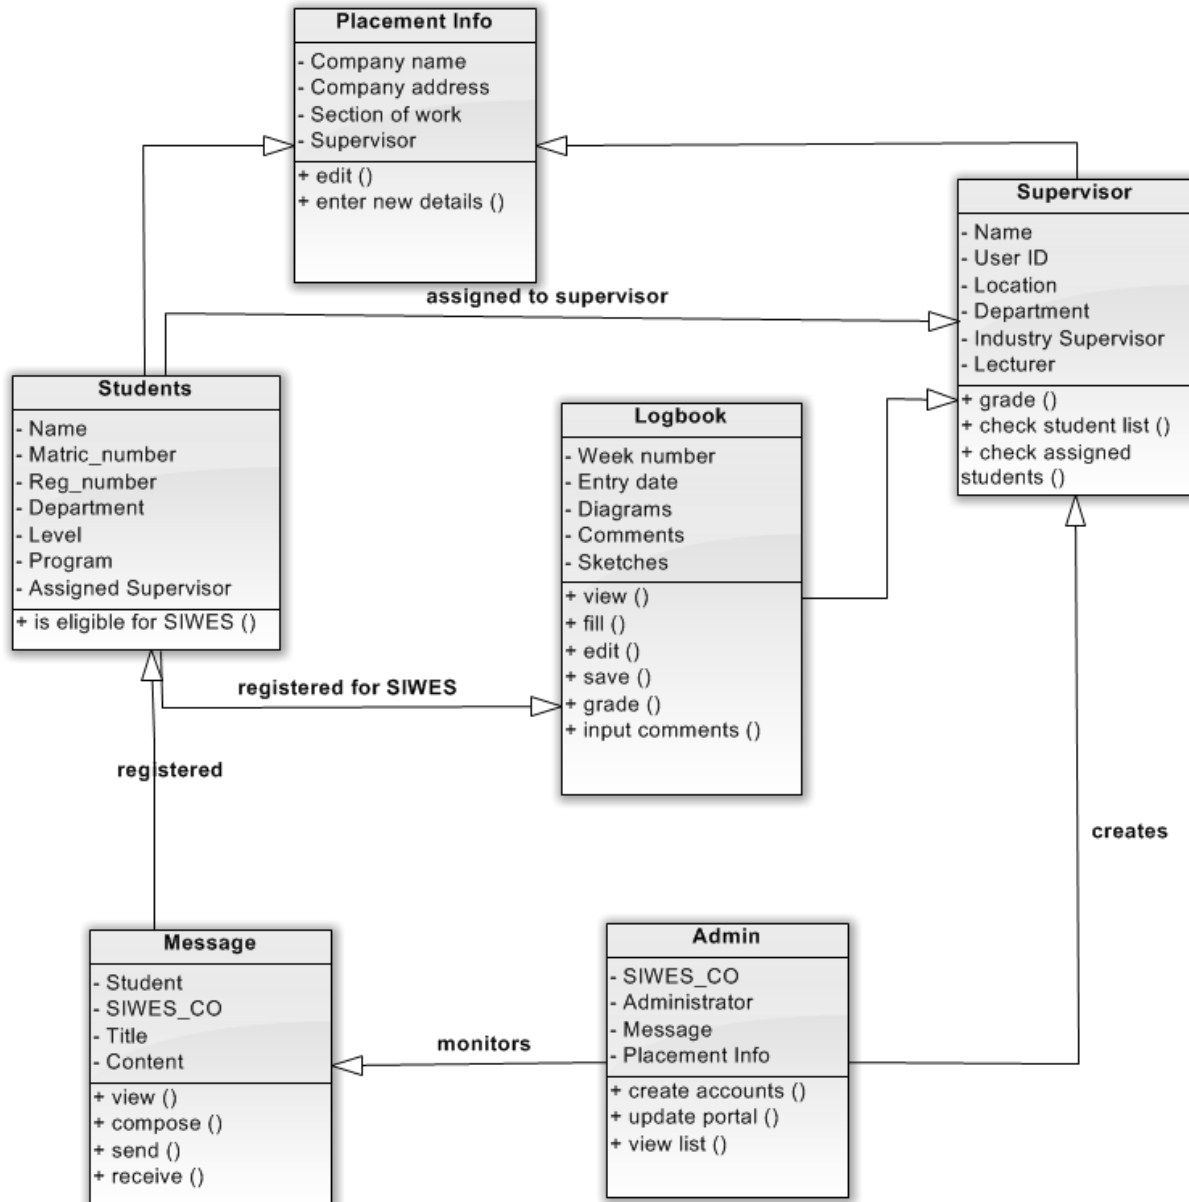 Placement Info
- Company name
- Company address
- Section of work
- Supervisor
+ edit ()
+ enter new details ()
Supervisor
- Name
- User ID
- Location
- Department
- Industry Supervisor
- Lecturer
+ grade ()
+ check student list ()
+ check assigned
students ()
assigned to supervisor
Students
- Name
- Matric_number
- Reg_number
- Department
- Level
- Program
- Assigned Supervisor
+ is eligible for SIWES ()
Logbook
- Week number
- Entry date
- Diagrams
- Comments
- Sketches
+ view ()
+ fill ()
+ edit ()
+ save ()
+ grade ()
+ input comments ()
registered for SIWES
registered
creates
Message
- Student
- SIWES_CO
- Title
- Content
+ view ()
+ compose ()
+ send ()
+ receive ()
monitors
Admin
- SIWES_CO
- Administrator
- Message
- Placement Info
+ create accounts ()
+ update portal ()
+ view list ()